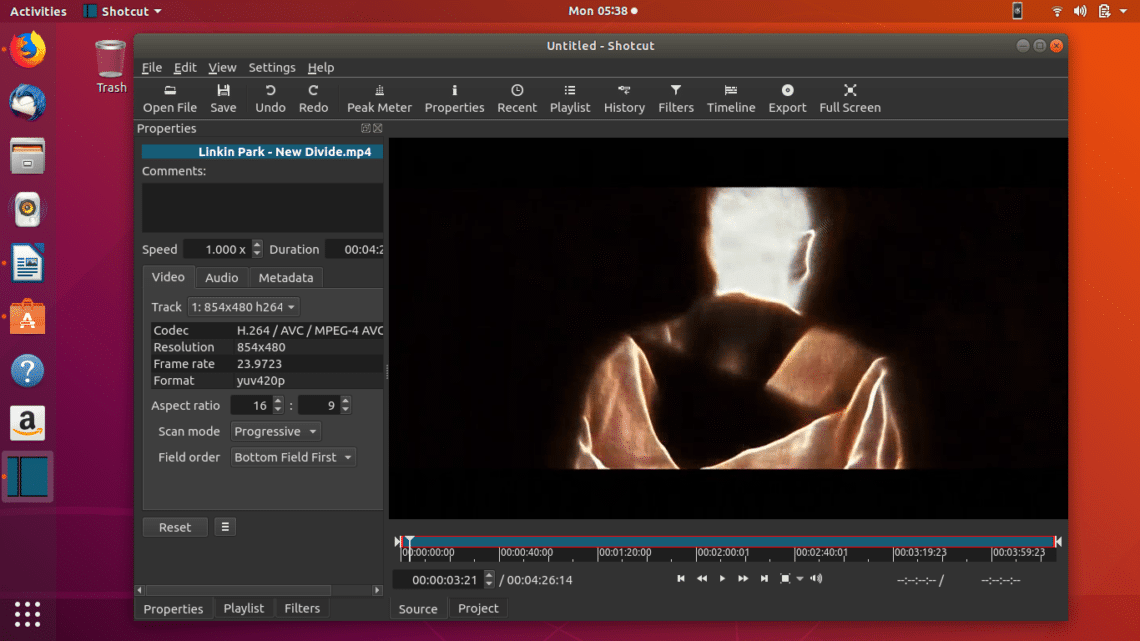 Activities Shotcut Mon 05:38
Trash
Untitled - Shotcut
File Edit View Settings Help
Open File Save Undo Redo Peak Meter Properties Recent Playlist History Filters Timeline Export Full Screen
Properties
Linkin Park - New Divide.mp4
Comments:
Speed 1.000 x Duration 00:04:2
Video Audio Metadata
Track 1: 854x480 h264
Codec H.264 / AVC / MPEG-4 AVC
Resolution 854x480
Frame rate 23.9723
Format yuv420p
Aspect ratio 16 : 9
Scan mode Progressive
Field order Bottom Field First
Reset
00:00:00:00 00:00:40:00 00:01:20:00 00:02:00:01 00:02:40:01 00:03:19:23 00:03:59:23
00:00:03:21 / 00:04:26:14 --:--:--:-- / --:--:--:--
Properties Playlist Filters
Source Project